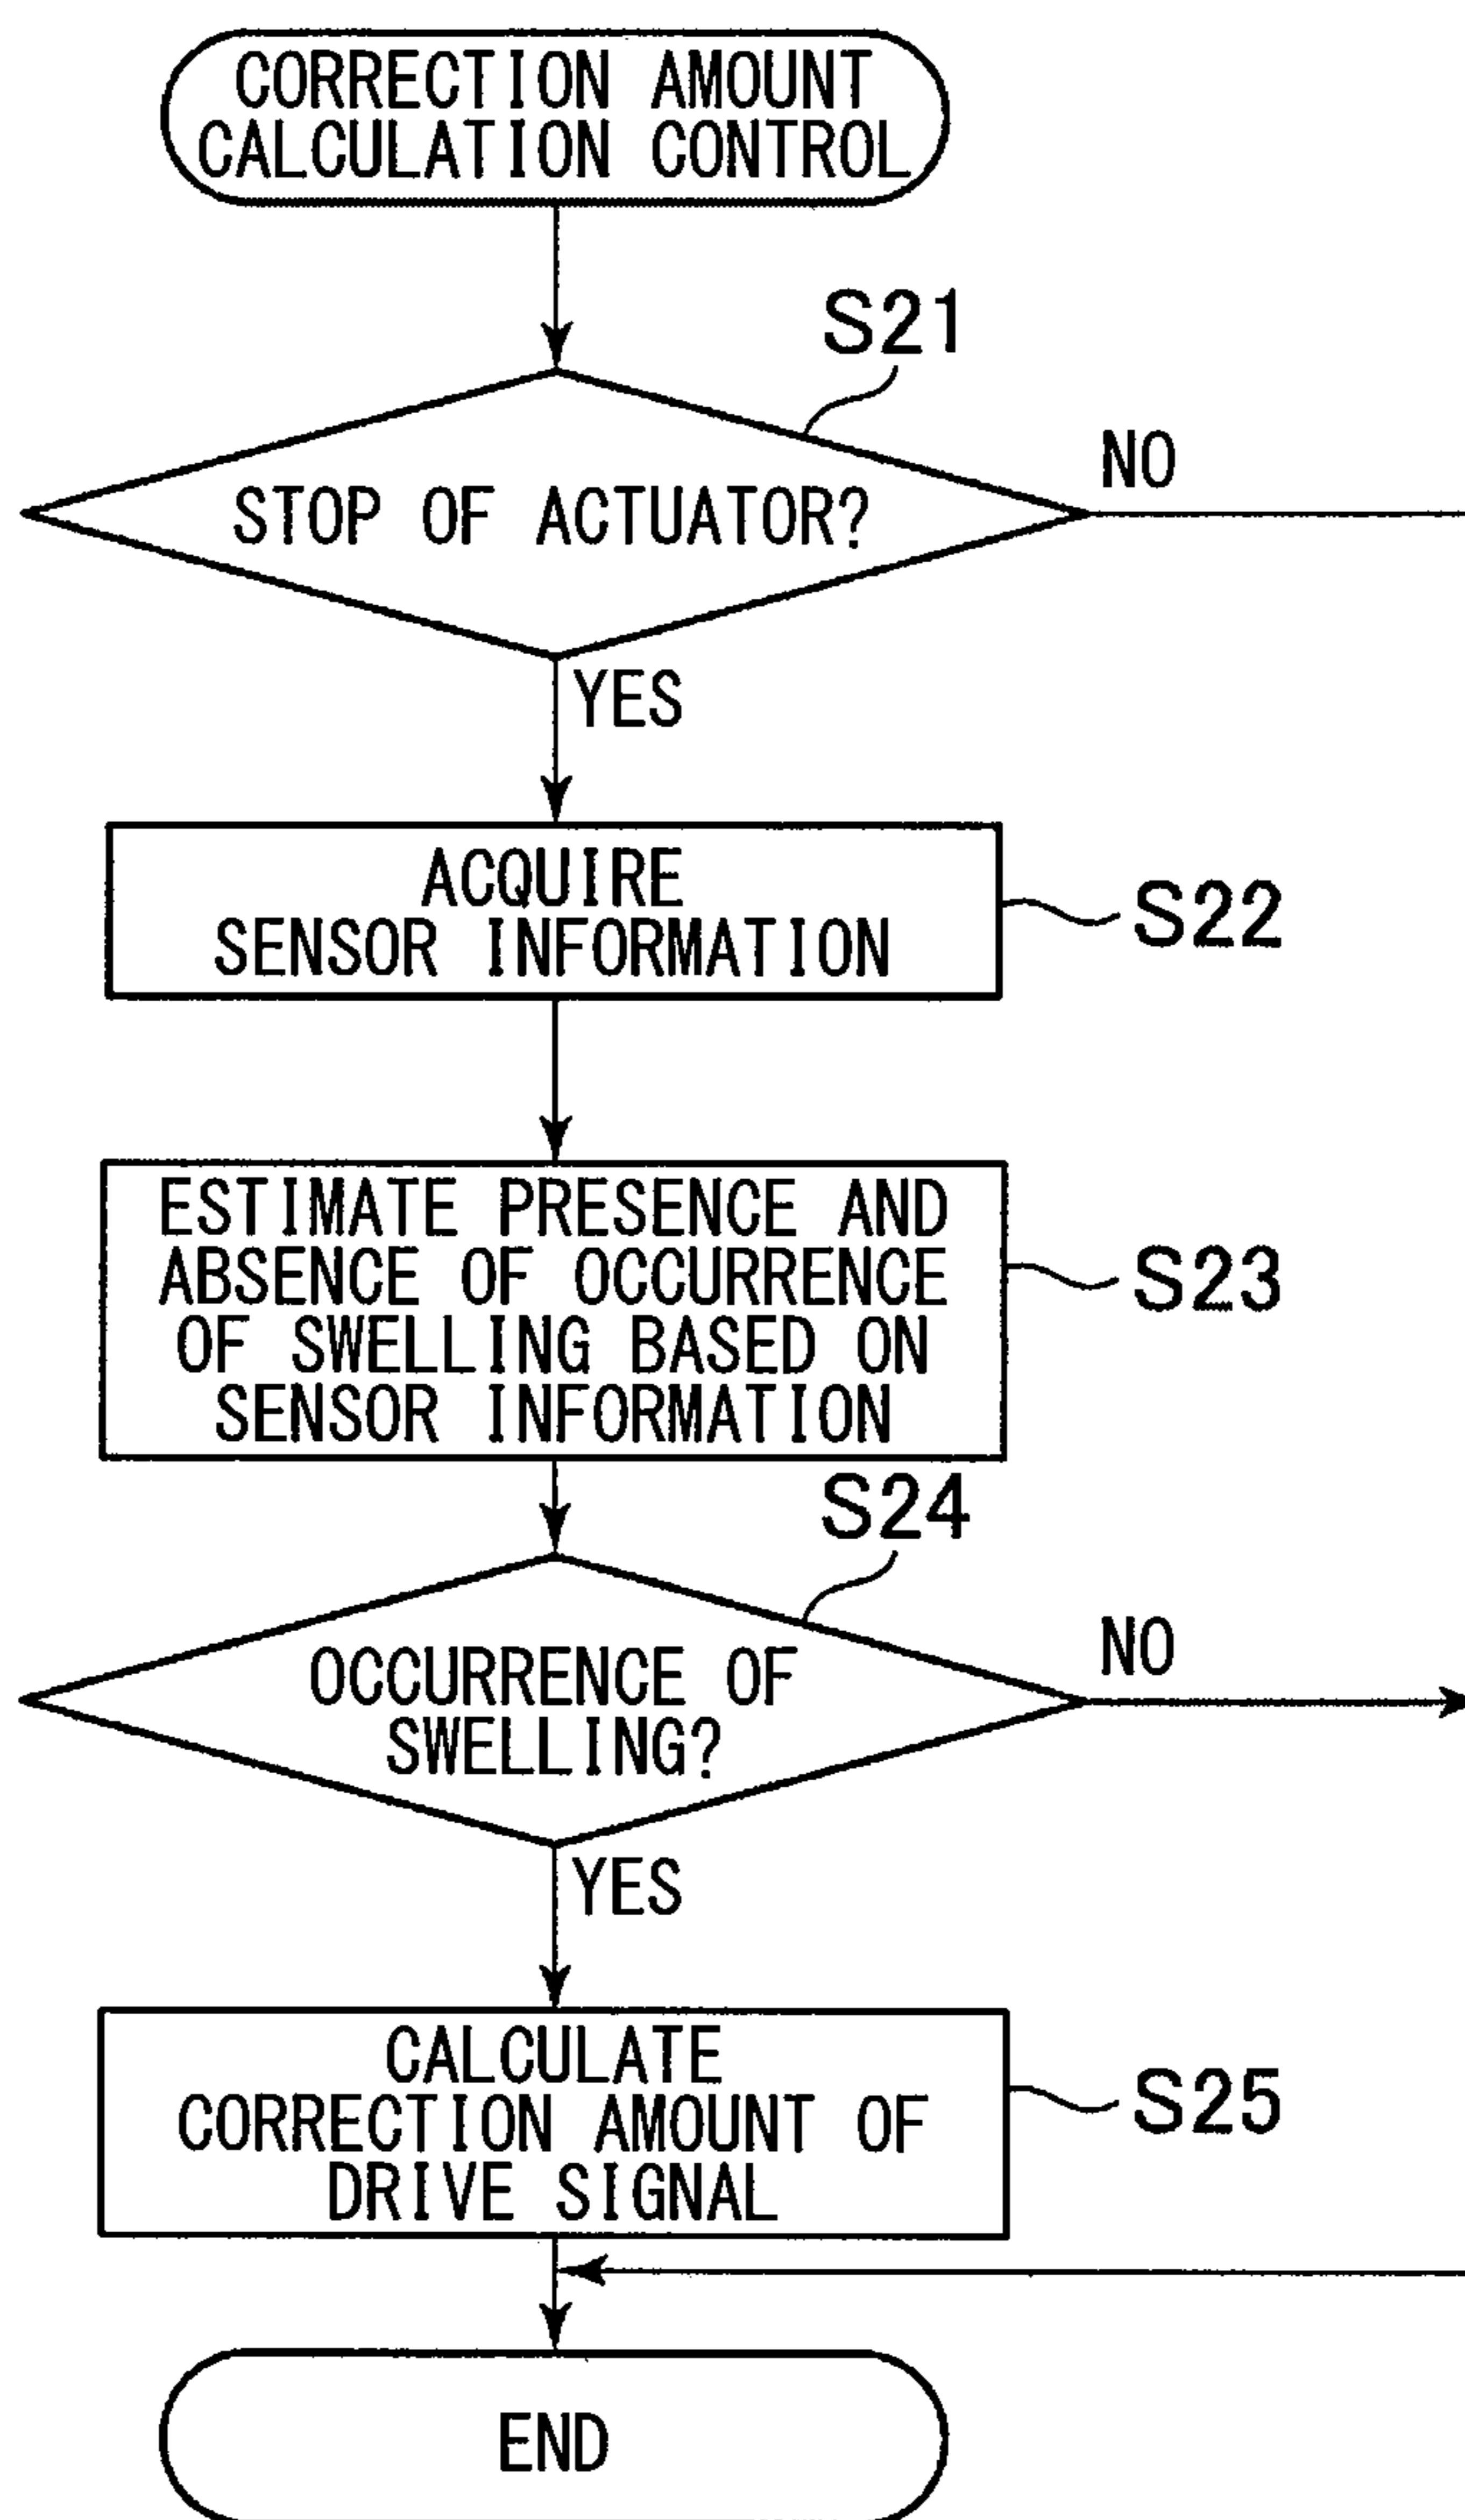 CORRECTION AMOUNT
CALCULATION CONTROL
S21
STOP OF ACTUATOR?
NO
YES
ACQUIRE
SENSOR INFORMATION
S22
ESTIMATE PRESENCE AND
ABSENCE OF OCCURRENCE
OF SWELLING BASED ON
SENSOR INFORMATION
S23
S24
OCCURRENCE OF
SWELLING?
NO
YES
CALCULATE
CORRECTION AMOUNT OF
DRIVE SIGNAL
S25
END